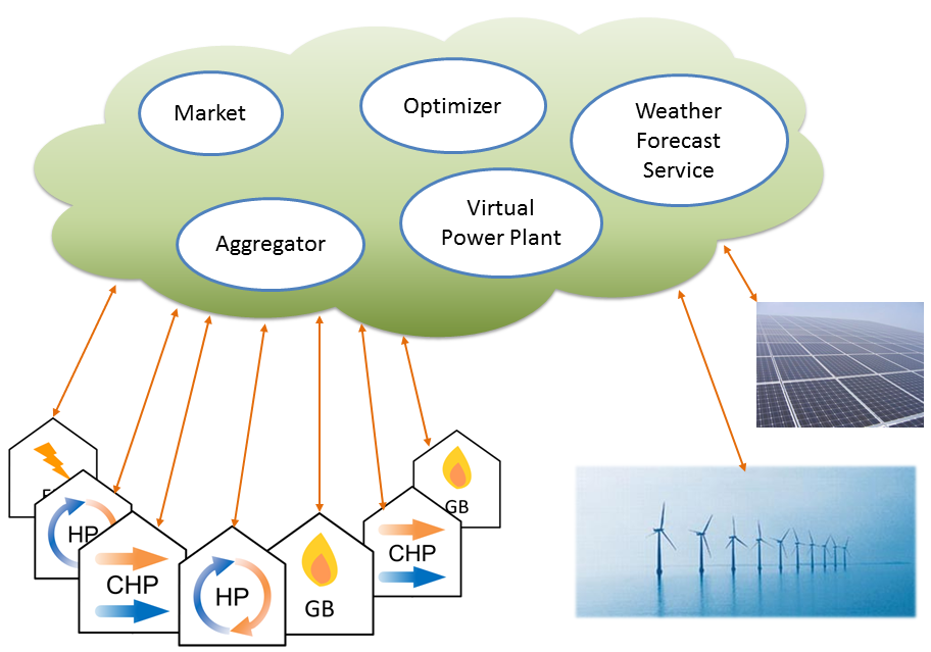 Market
Optimizer
Weather
Forecast
Service
Aggregator
Virtual
Power Plant
HP
CHP
HP
GB
CHP
GB